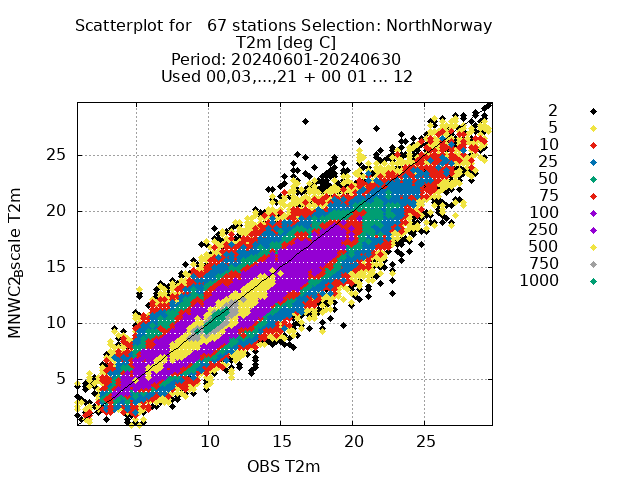 Scatterplot for   67 stations Selection: NorthNorway
T2m [deg C]
Period: 20240601-20240630
Used 00,03,...,21 + 00 01 ... 12
MNWC2_Bscale T2m
25
20
15
10
5
5 10 15 20 25
OBS T2m
2
5
10
25
50
75
100
250
500
750
1000